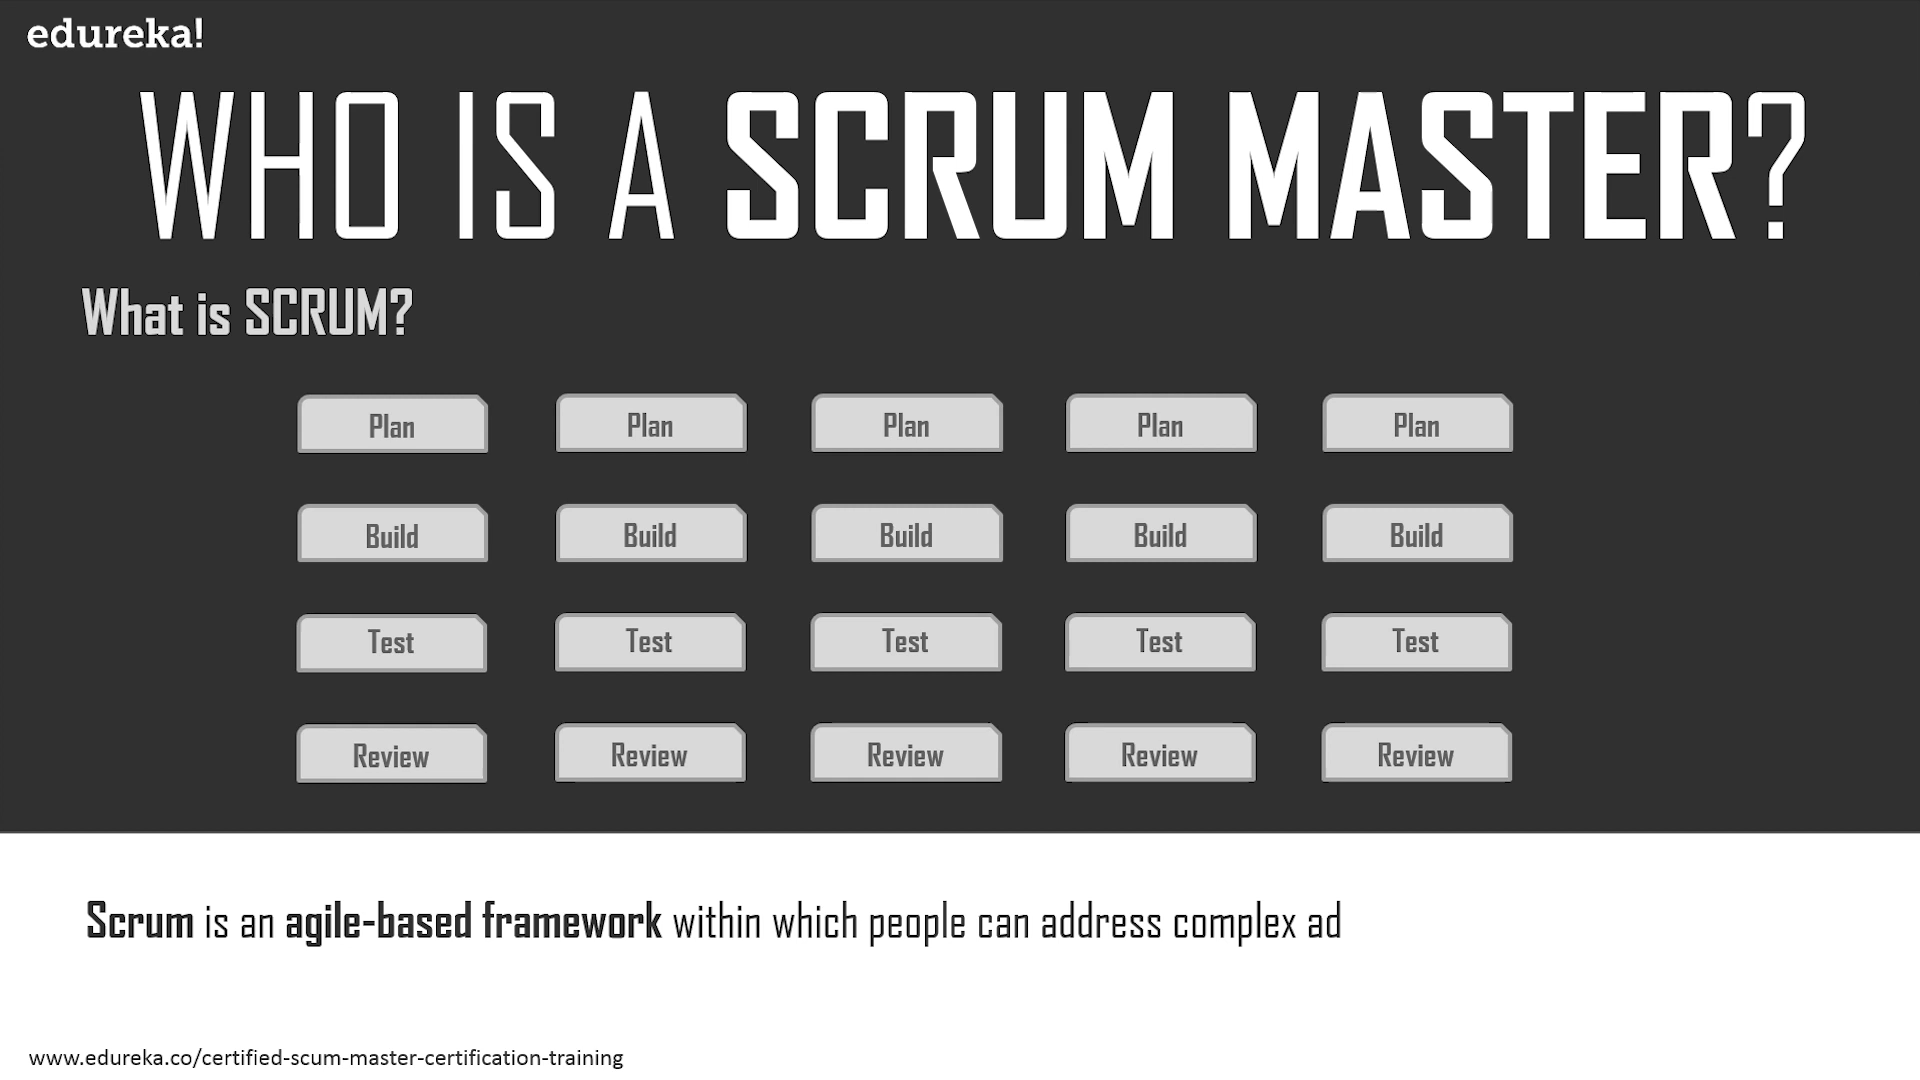 edureka!
WHO IS A SCRUM MASTER?
What is SCRUM?
Plan Plan Plan Plan Plan
Build Build Build Build Build
Test Test Test Test Test
Review Review Review Review Review
Scrum is an agile-based framework within which people can address complex ad
www.edureka.co/certified-scum-master-certification-training